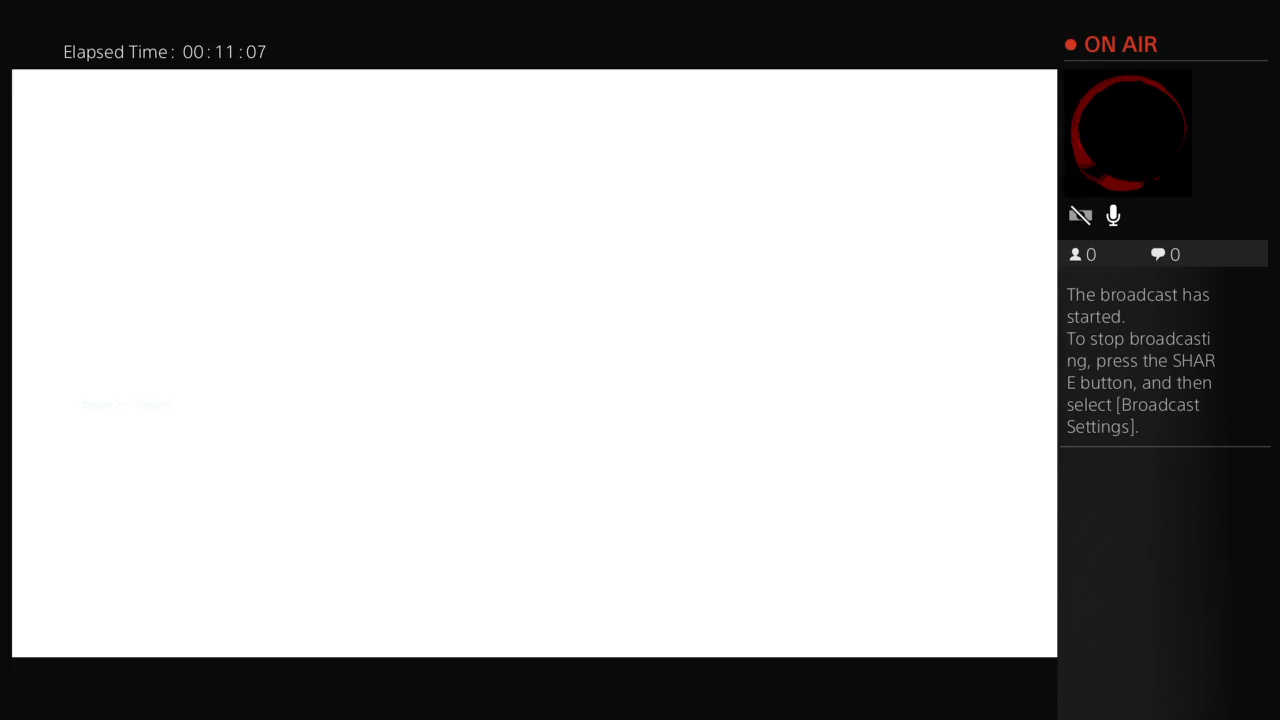 Elapsed Time: 00:11:07
ON AIR
0 0
The broadcast has
started.
To stop broadcasti
ng, press the SHAR
E button, and then
select [Broadcast
Settings].